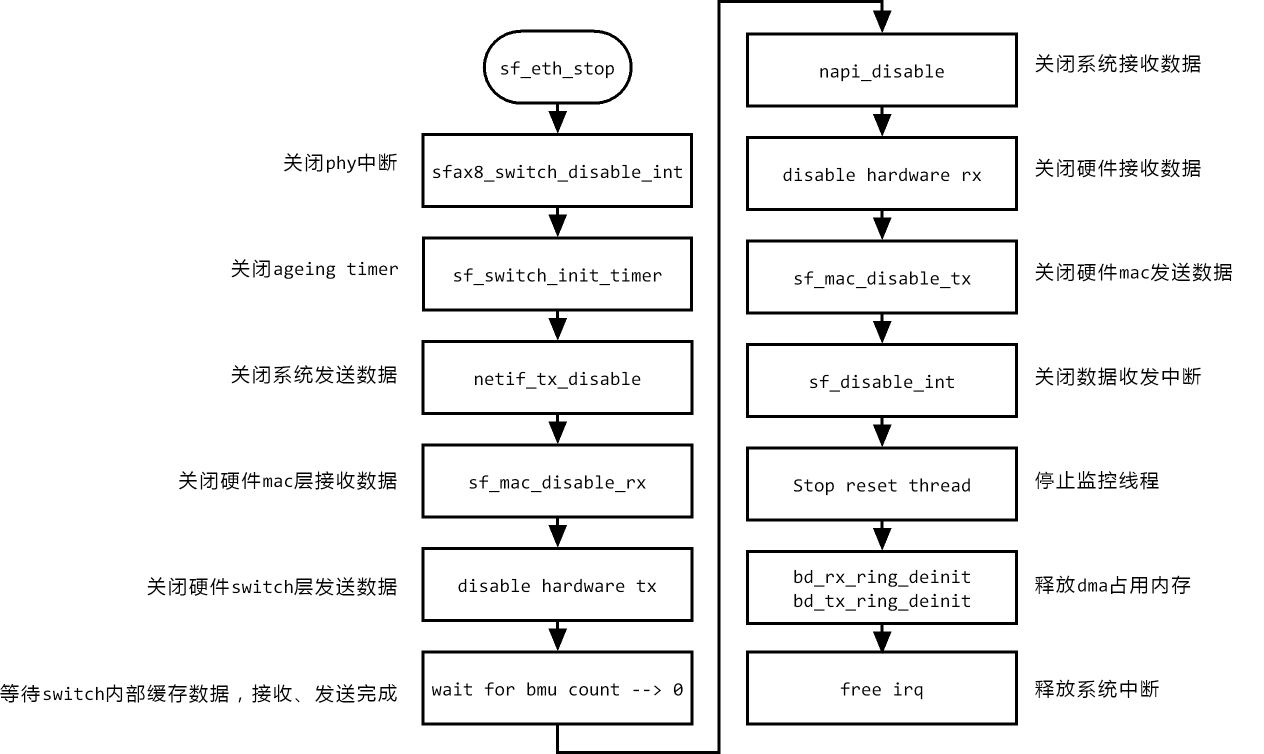 sf_eth_stop
关闭phy中断
sfax8_switch_disable_int
关闭ageing timer
sf_switch_init_timer
关闭系统发送数据
netif_tx_disable
关闭硬件mac层接收数据
sf_mac_disable_rx
关闭硬件switch层发送数据
disable hardware tx
等待switch内部缓存数据，接收、发送完成
wait for bmu count --> 0
napi_disable
关闭系统接收数据
disable hardware rx
关闭硬件接收数据
sf_mac_disable_tx
关闭硬件mac发送数据
sf_disable_int
关闭数据收发中断
Stop reset thread
停止监控线程
bd_rx_ring_deinit
bd_tx_ring_deinit
释放dma占用内存
free irq
释放系统中断